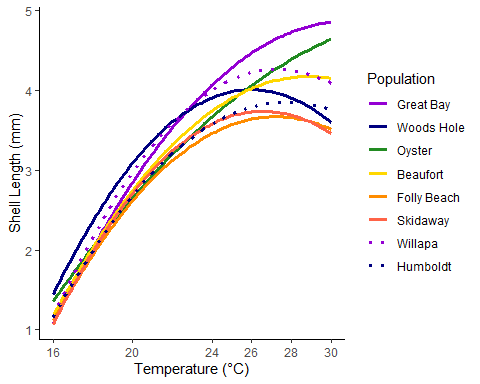 5
4
3
2
1
Shell Length (mm)
16
20
24
26
28
30
Temperature (°C)
Population
Great Bay
Woods Hole
Oyster
Beaufort
Folly Beach
Skidaway
Willapa
Humboldt